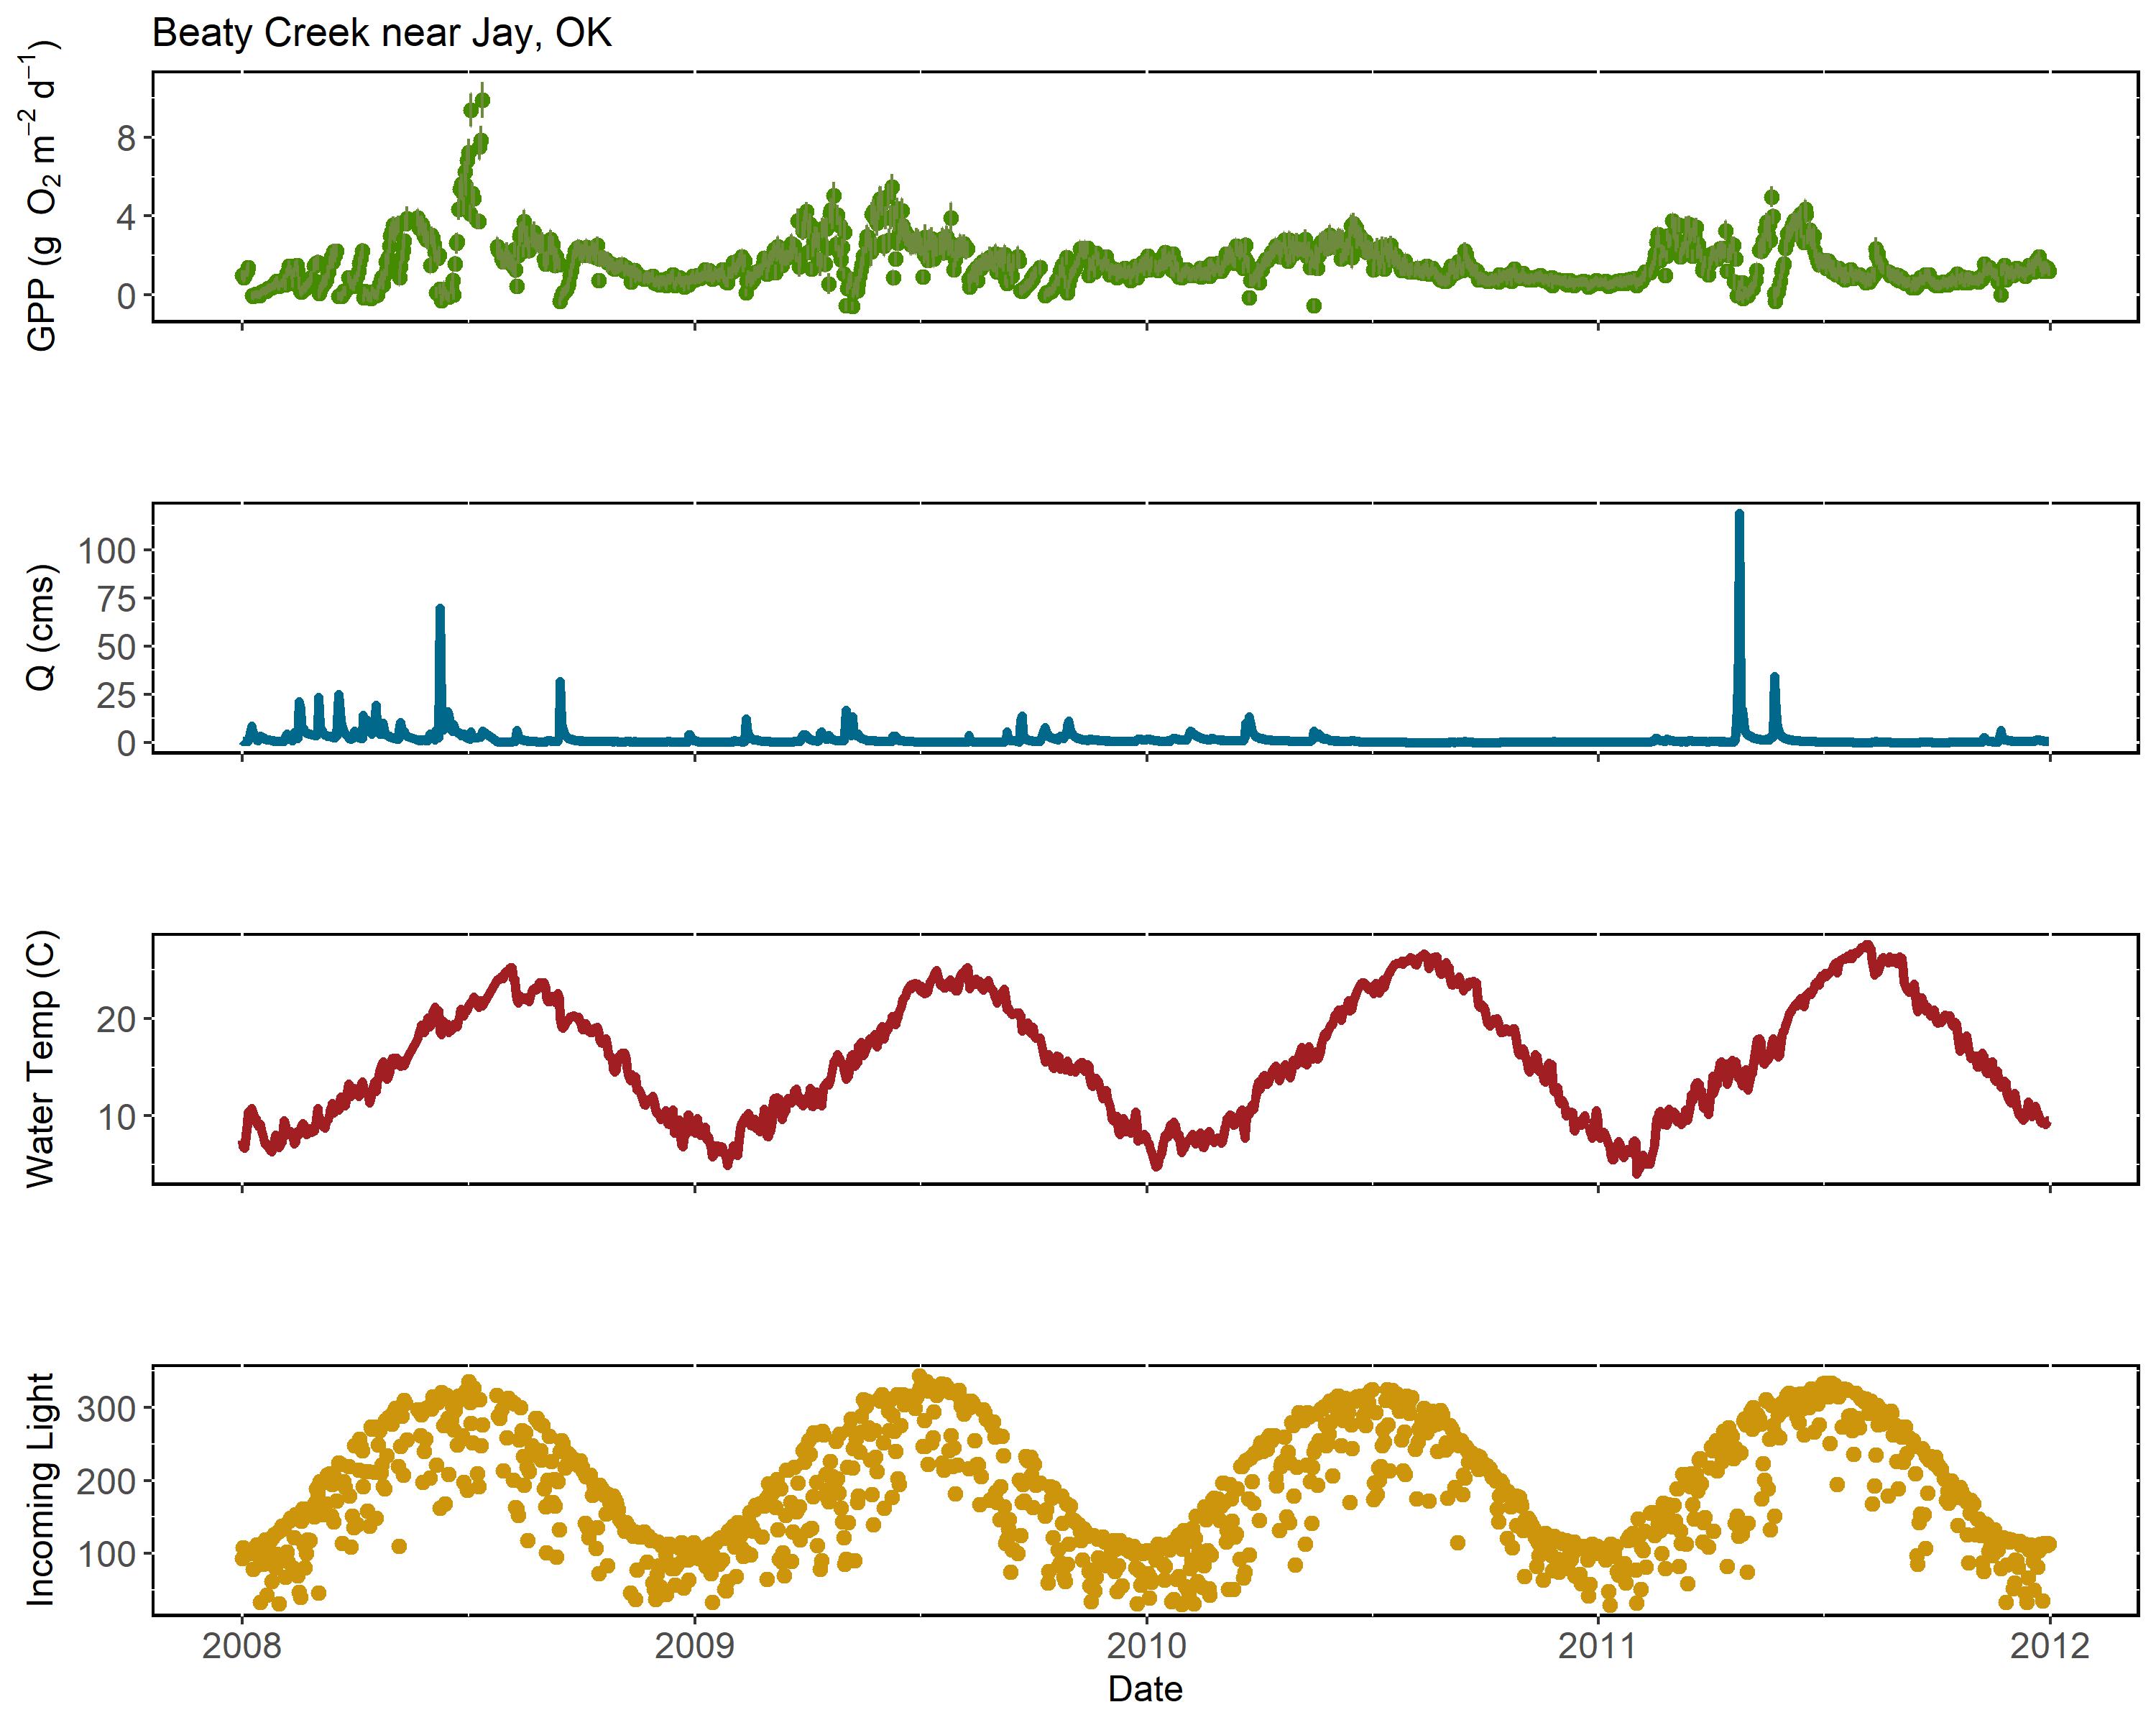 Beaty Creek near Jay, OK
GPP (g O₂ m⁻² d⁻¹)
8
4
0
Q (cms)
100
75
50
25
0
Water Temp (C)
20
10
Incoming Light
300
200
100
2008 2009 2010 2011 2012
Date